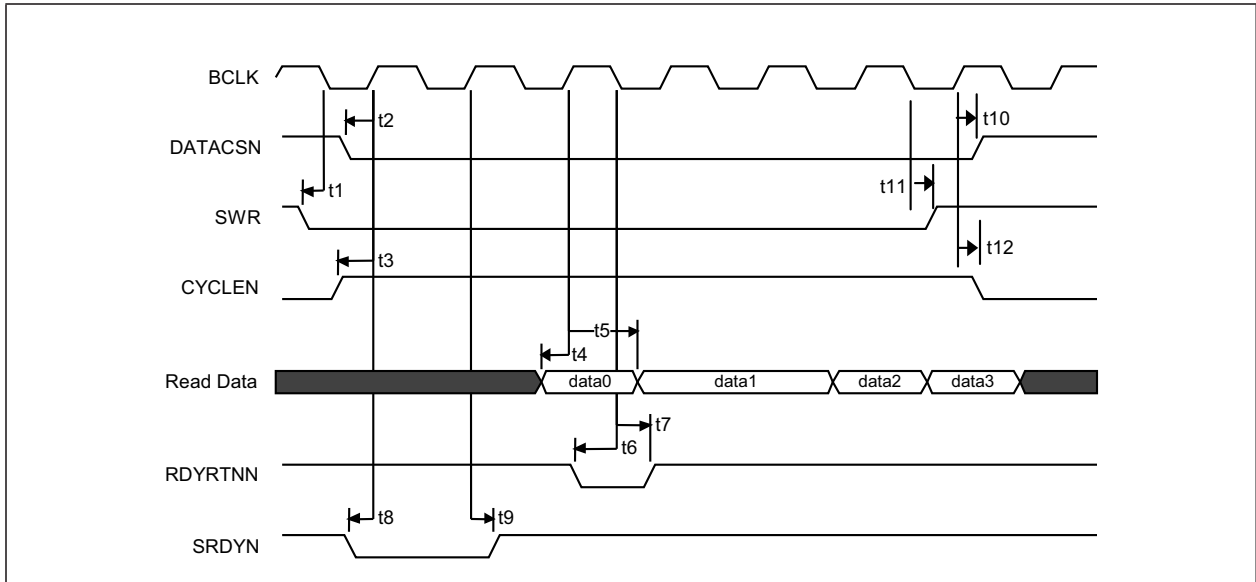 BCLK
t2
t10
DATACSN
t1
t11
SWR
t3
t12
CYCLEN
t5
t4
Read Data
data0
data1
data2
data3
t7
t6
RDYRTNN
t8
t9
SRDYN